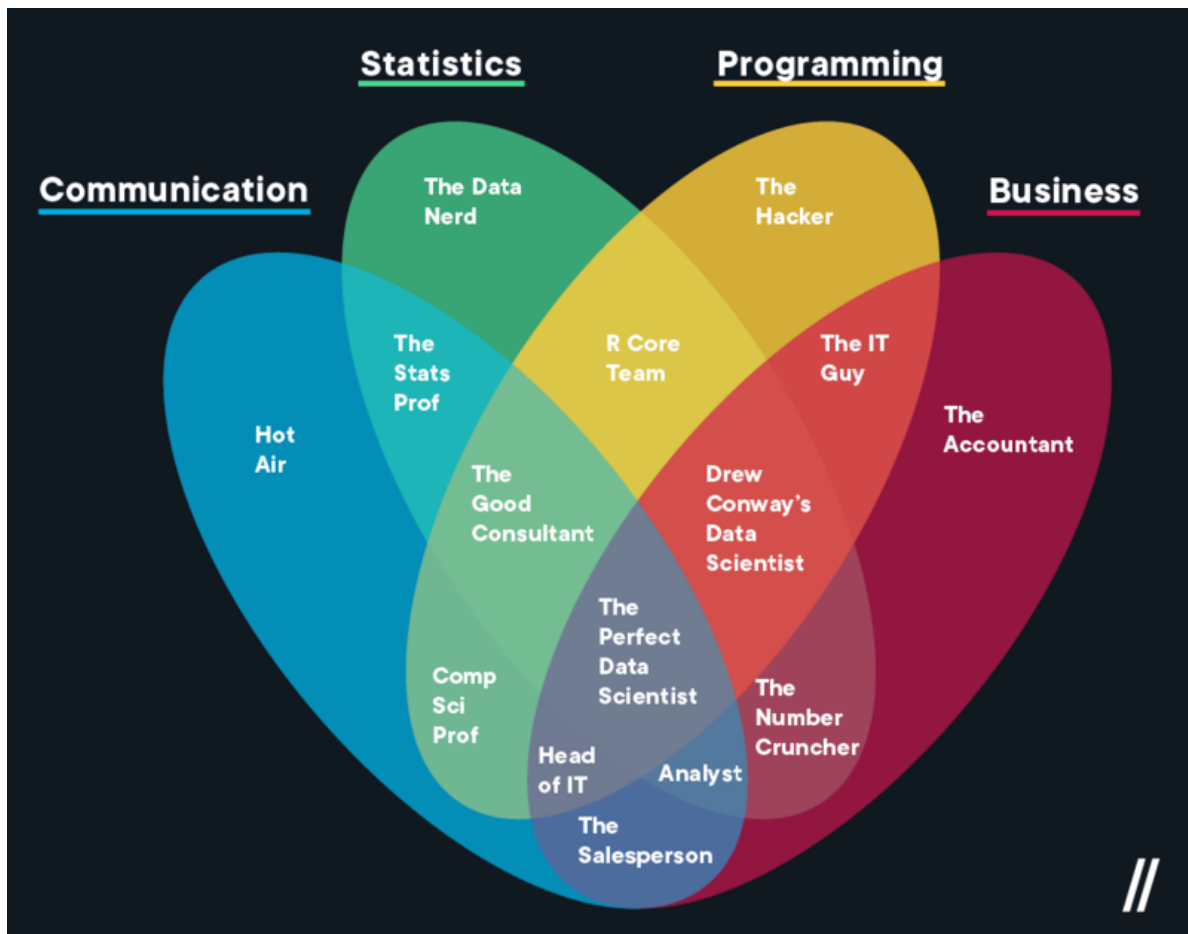 Statistics
Programming
Communication
Business
The Data
Nerd
The
Hacker
The
Stats
Prof
R Core
Team
The IT
Guy
Hot
Air
The
Accountant
The
Good
Consultant
Drew
Conway’s
Data
Scientist
The
Perfect
Data
Scientist
Comp
Sci
Prof
The
Number
Cruncher
Head
of IT
Analyst
The
Salesperson
//